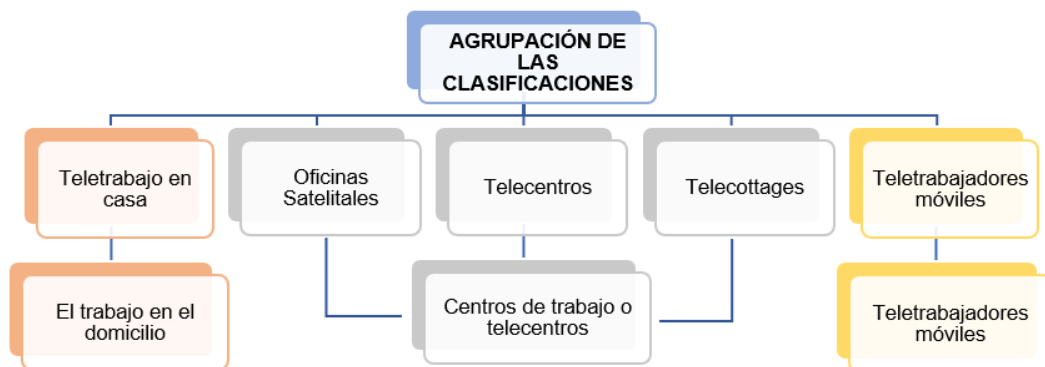 AGRUPACIÓN DE
LAS
CLASIFICACIONES
Teletrabajo en
casa
Oficinas
Satelitales
Telecentros
Telecottages
Teletrabajadores
móviles
El trabajo en el
domicilio
Centros de trabajo o
telecentros
Teletrabajadores
móviles